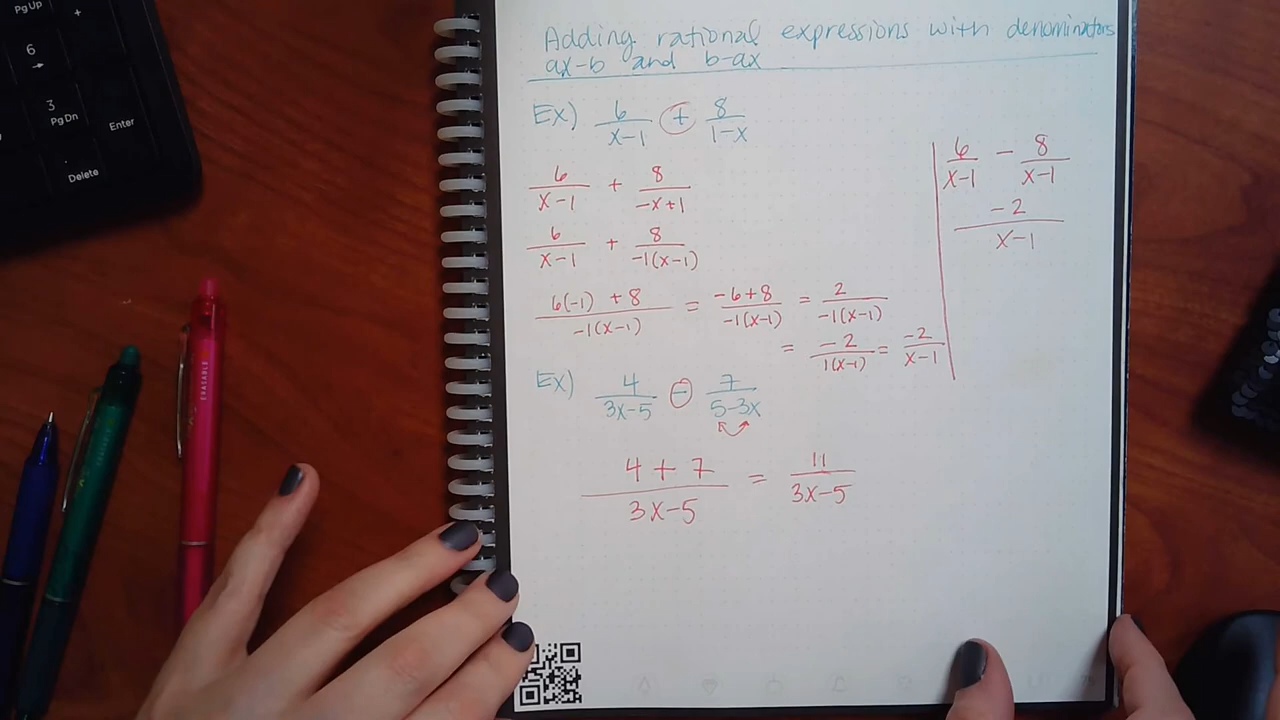 Adding rational expressions with denominators
ax-b and b-ax
Ex) 6/(x-1) + 8/(1-x)
6/(x-1) + 8/(-x+1)
6/(x-1) + 8/(-1(x-1))
(6(-1) + 8)/(-1(x-1)) = (-6+8)/(-1(x-1)) = 2/(-1(x-1))
= -2/(1(x-1)) = -2/(x-1)
6/(x-1) - 8/(x-1)
-2/(x-1)
Ex) 4/(3x-5) - 7/(5-3x)
(4 + 7)/(3x-5) = 11/(3x-5)
PgUp
+
6
→
3
PgDn
Enter
.
Delete
ERASABLE